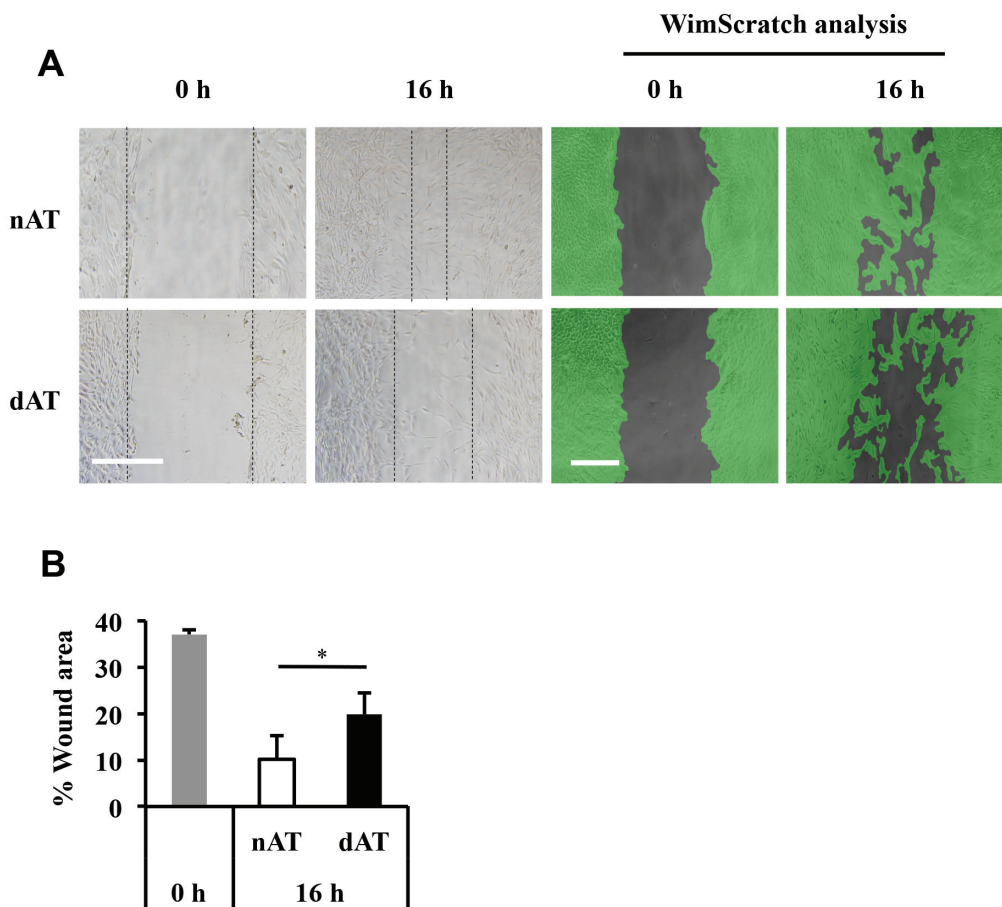 WimScratch analysis
A
0 h 16 h 0 h 16 h
nAT
dAT
B
% Wound area
40
30
20
10
0
*
nAT dAT
0 h 16 h